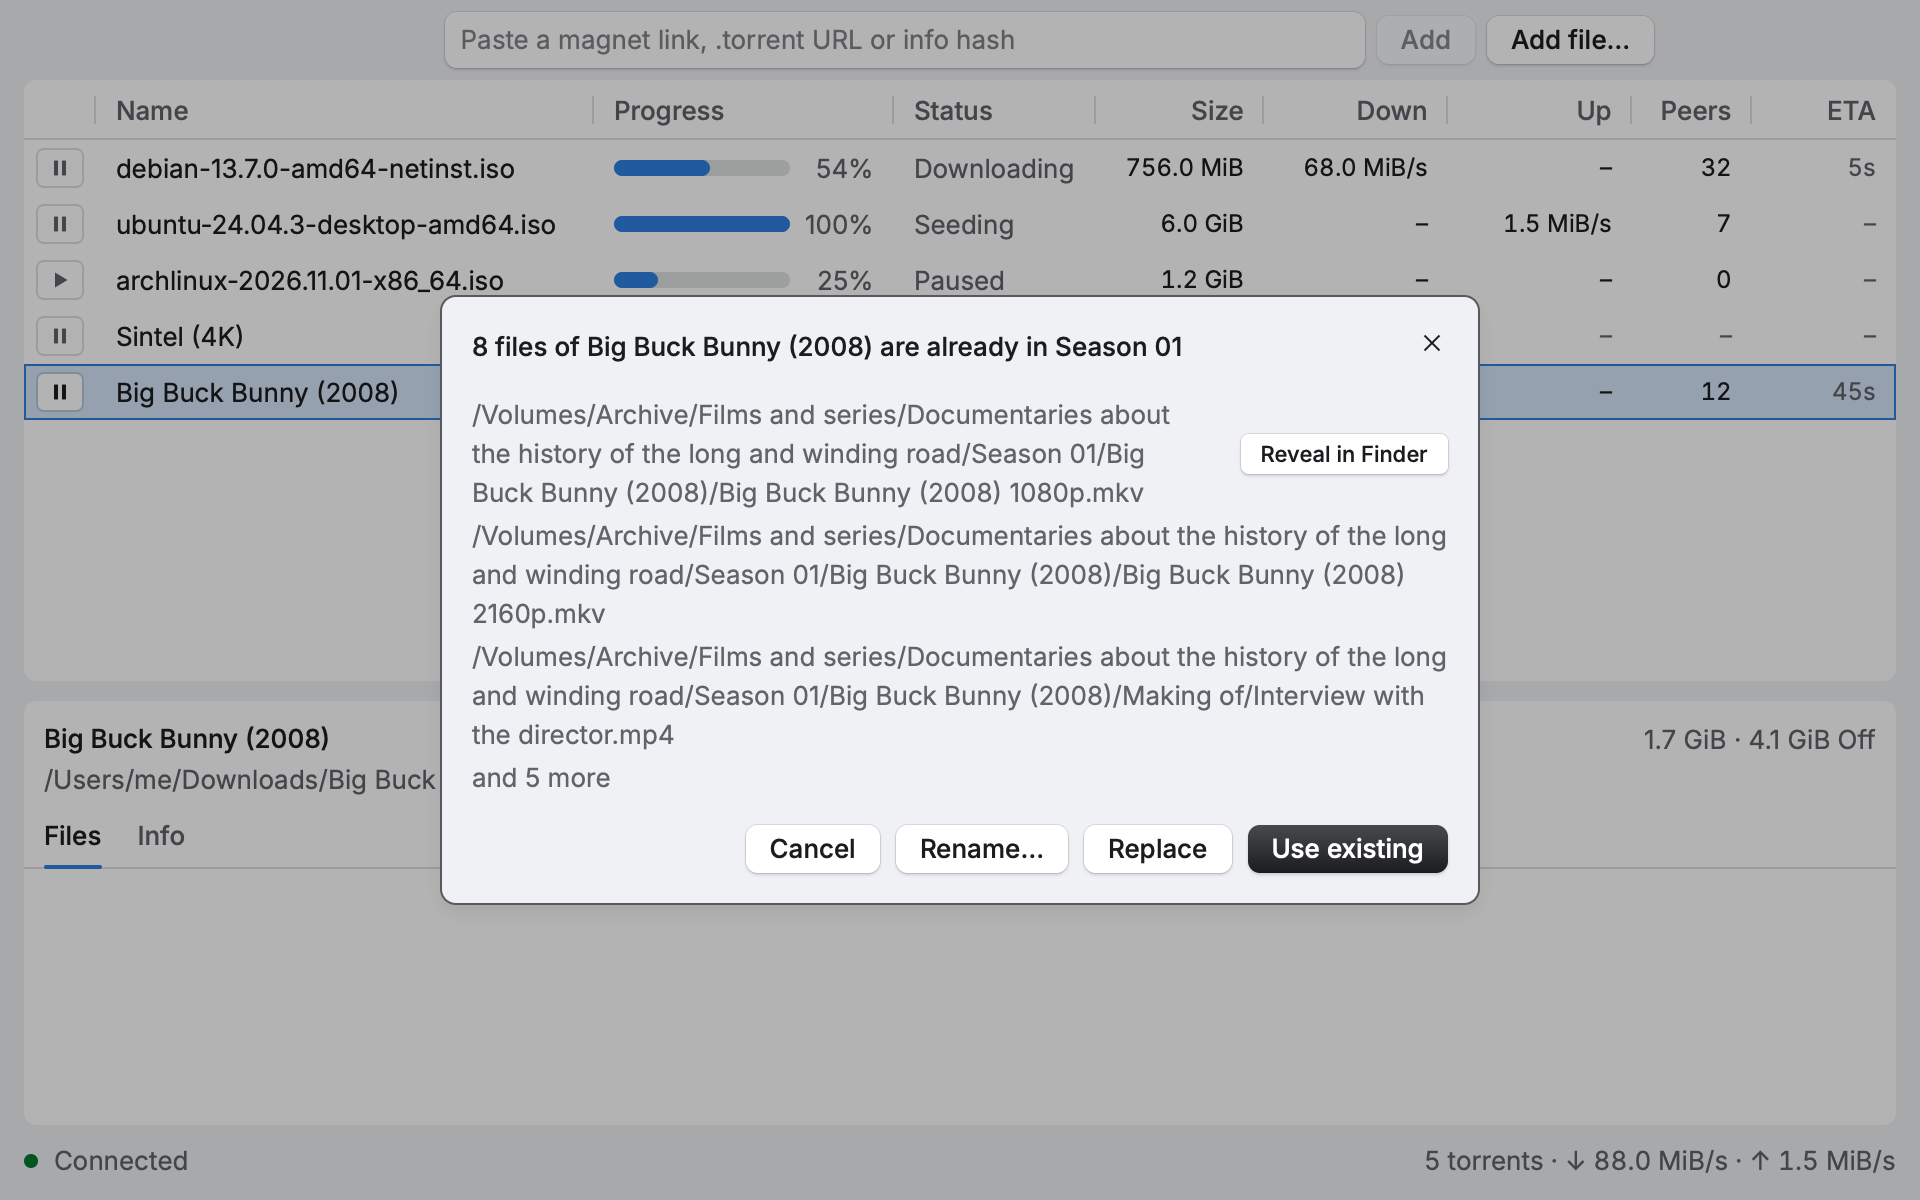 Paste a magnet link, .torrent URL or info hash
Add
Add file...
Name Progress Status Size Down Up Peers ETA
debian-13.7.0-amd64-netinst.iso 54% Downloading 756.0 MiB 68.0 MiB/s – 32 5s
ubuntu-24.04.3-desktop-amd64.iso 100% Seeding 6.0 GiB – 1.5 MiB/s 7 –
archlinux-2026.11.01-x86_64.iso 25% Paused 1.2 GiB – – 0 –
Sintel (4K) – – –
Big Buck Bunny (2008) – 12 45s
8 files of Big Buck Bunny (2008) are already in Season 01
/Volumes/Archive/Films and series/Documentaries about
the history of the long and winding road/Season 01/Big
Buck Bunny (2008)/Big Buck Bunny (2008) 1080p.mkv
Reveal in Finder
/Volumes/Archive/Films and series/Documentaries about the history of the long
and winding road/Season 01/Big Buck Bunny (2008)/Big Buck Bunny (2008)
2160p.mkv
/Volumes/Archive/Films and series/Documentaries about the history of the long
and winding road/Season 01/Big Buck Bunny (2008)/Making of/Interview with
the director.mp4
and 5 more
Cancel
Rename...
Replace
Use existing
Big Buck Bunny (2008)
1.7 GiB · 4.1 GiB Off
/Users/me/Downloads/Big Buck
Files
Info
Connected
5 torrents · ↓ 88.0 MiB/s · ↑ 1.5 MiB/s